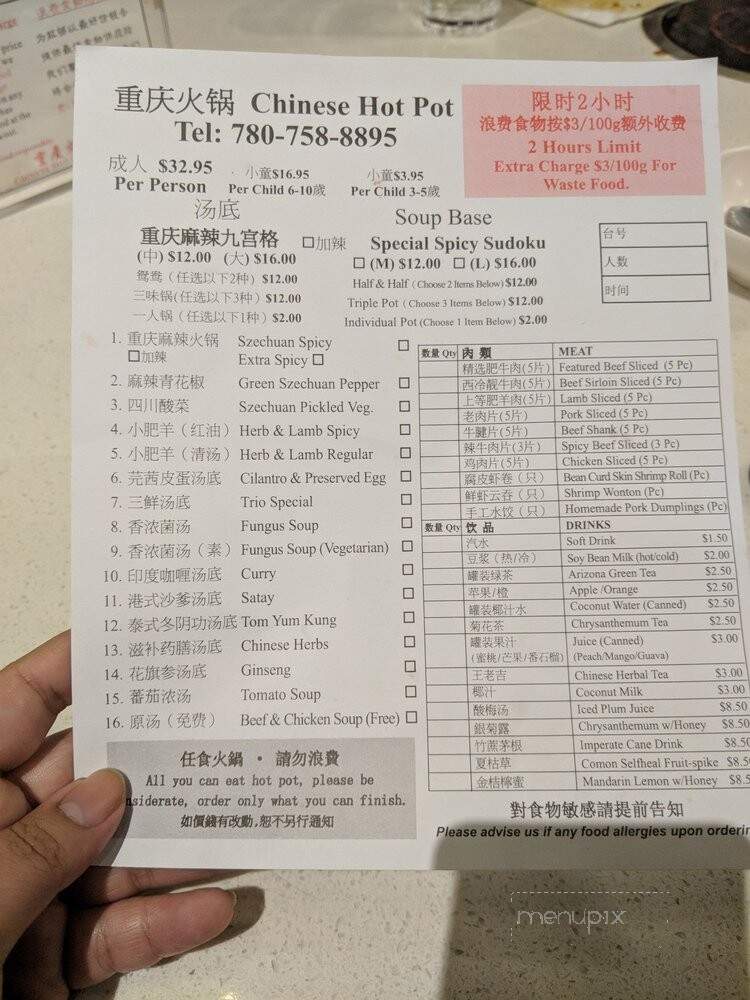 重庆火锅 Chinese Hot Pot
Tel: 780-758-8895
成人 $32.95
Per Person
小童$16.95
Per Child 6-10歲
小童$3.95
Per Child 3-5歲
限时2小时
浪费食物按$3/100g额外收费
2 Hours Limit
Extra Charge $3/100g For
Waste Food.
汤底 Soup Base
重庆麻辣九宫格 □加辣 Special Spicy Sudoku
(中) $12.00 (大) $16.00 □ (M) $12.00 □ (L) $16.00
鸳鸯（任选以下2种）$12.00 Half & Half (Choose 2 Items Below) $12.00
三味锅(任选以下3种）$12.00 Triple Pot (Choose 3 Items Below) $12.00
一人锅（任选以下1种）$2.00 Individual Pot (Choose 1 Item Below) $2.00
台号
人数
时间
1. 重庆麻辣火锅 Szechuan Spicy □
□加辣 Extra Spicy □
2. 麻辣青花椒 Green Szechuan Pepper □
3. 四川酸菜 Szechuan Pickled Veg. □
4. 小肥羊（红油）Herb & Lamb Spicy □
5. 小肥羊（清汤）Herb & Lamb Regular □
6. 芫茜皮蛋汤底 Cilantro & Preserved Egg □
7. 三鲜汤底 Trio Special □
8. 香浓菌汤 Fungus Soup □
9. 香浓菌汤（素）Fungus Soup (Vegetarian) □
10. 印度咖喱汤底 Curry □
11. 港式沙爹汤底 Satay □
12. 泰式冬阴功汤底 Tom Yum Kung □
13. 滋补药膳汤底 Chinese Herbs □
14. 花旗参汤底 Ginseng □
15. 番茄浓汤 Tomato Soup □
16. 原汤（免费） Beef & Chicken Soup (Free) □
任食火鍋 • 請勿浪費
All you can eat hot pot, please be
nsiderate, order only what you can finish.
如價錢有改動,恕不另行通知
数量 Qty 肉 類 MEAT
精选肥牛肉(5片) Featured Beef Sliced (5 Pc)
西冷靓牛肉(5片) Beef Sirloin Sliced (5 Pc)
上等肥羊肉(5片) Lamb Sliced (5 Pc)
老肉片(5片) Pork Sliced (5 Pc)
牛腱片(5片) Beef Shank (5 Pc)
辣牛肉片(3片) Spicy Beef Sliced (3 Pc)
鸡肉片(5片) Chicken Sliced (5 Pc)
腐皮虾卷（只） Bean Curd Skin Shrimp Roll (Pc)
鲜虾云吞（只） Shrimp Wonton (Pc)
手工水饺（只） Homemade Pork Dumplings (Pc)
数量 Qty 饮 品 DRINKS
汽水 Soft Drink $1.50
豆浆（热/冷） Soy Bean Milk (hot/cold) $2.00
罐装绿茶 Arizona Green Tea $2.50
苹果/橙 Apple /Orange $2.50
罐装椰汁水 Coconut Water (Canned) $2.50
菊花茶 Chrysanthemum Tea $2.50
罐装果汁 Juice (Canned) $3.00
(蜜桃/芒果/番石榴) (Peach/Mango/Guava)
王老吉 Chinese Herbal Tea $3.00
椰汁 Coconut Milk $3.00
酸梅汤 Iced Plum Juice $8.50
銀菊露 Chrysanthemum w/Honey $8.50
竹蔗茅根 Imperate Cane Drink $8.50
夏枯草 Comon Selfheal Fruit-spike $8.5
金桔檸蜜 Mandarin Lemon w/Honey $8.5
對食物敏感請提前告知
Please advise us if any food allergies upon orderin
menupix